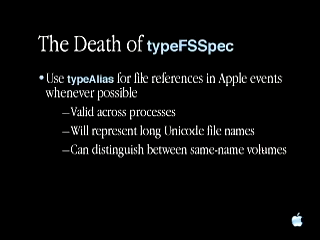 The Death of typeFSSpec
• Use typeAlias for file references in Apple events
whenever possible
– Valid across processes
– Will represent long Unicode file names
– Can distinguish between same-name volumes